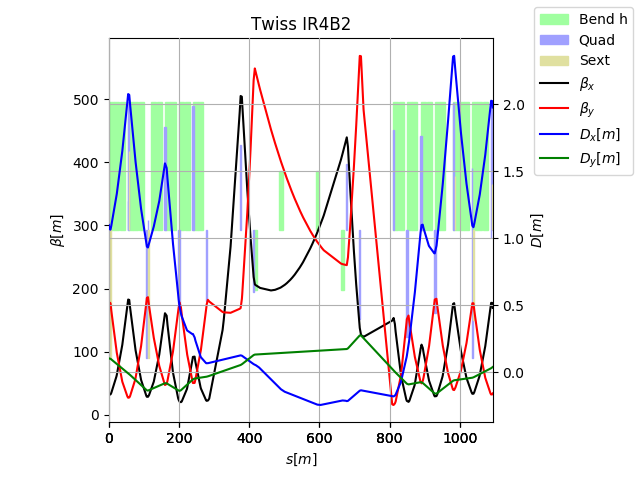 Twiss IR4B2
Bend h
Quad
Sext
βx
βy
Dx[m]
Dy[m]
500
400
300
200
100
0
β[m]
2.0
1.5
1.0
0.5
0.0
D[m]
0 200 400 600 800 1000
s[m]